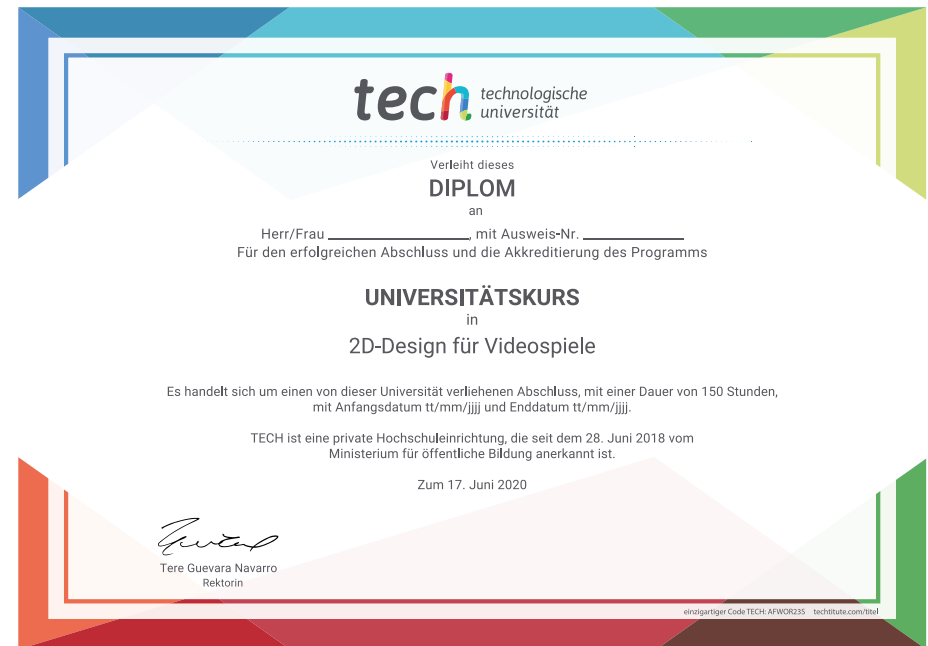 tech technologische
universität
Verleiht dieses
DIPLOM
an
Herr/Frau ____________, mit Ausweis-Nr. ____________
Für den erfolgreichen Abschluss und die Akkreditierung des Programms
UNIVERSITÄTSKURS
in
2D-Design für Videospiele
Es handelt sich um einen von dieser Universität verliehenen Abschluss, mit einer Dauer von 150 Stunden,
mit Anfangsdatum tt/mm/jjjj und Enddatum tt/mm/jjjj.
TECH ist eine private Hochschuleinrichtung, die seit dem 28. Juni 2018 vom
Ministerium für öffentliche Bildung anerkannt ist.
Zum 17. Juni 2020
Tere Guevara Navarro
Rektorin
einzigartiger Code TECH: AFWOR23S techtitute.com/titel